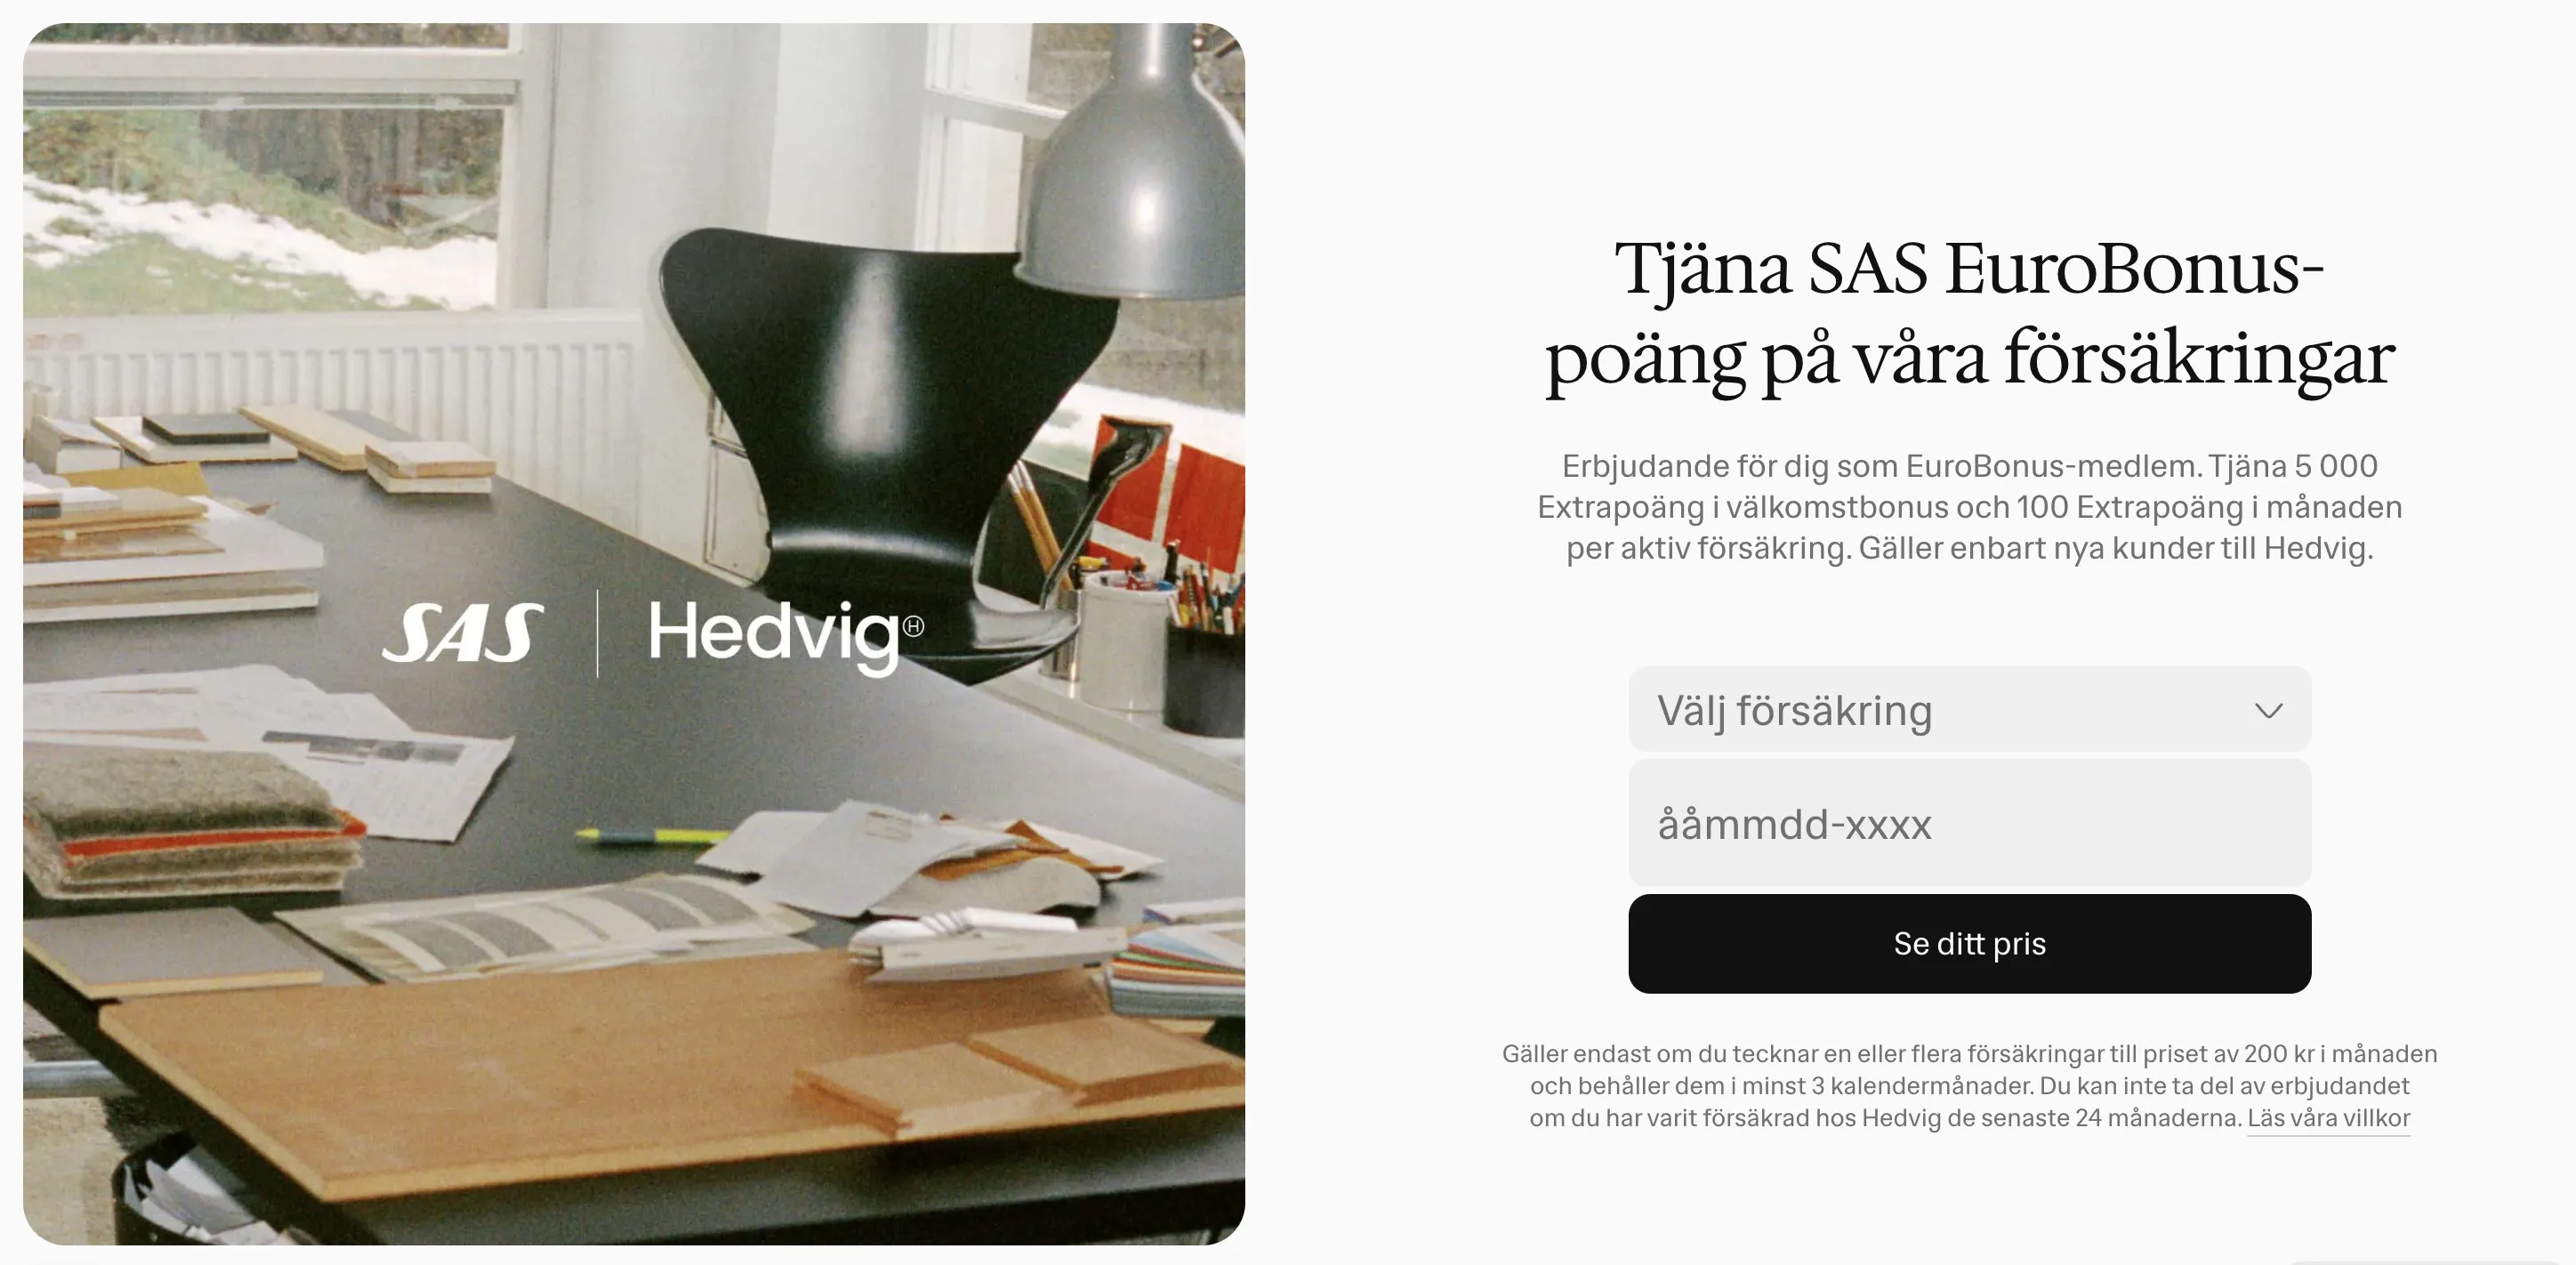 SAS | Hedvig Ⓗ
Tjäna SAS EuroBonus-
poäng på våra försäkringar
Erbjudande för dig som EuroBonus-medlem. Tjäna 5 000
Extrapoäng i välkomstbonus och 100 Extrapoäng i månaden
per aktiv försäkring. Gäller enbart nya kunder till Hedvig.
Välj försäkring
ååmmdd-xxxx
Se ditt pris
Gäller endast om du tecknar en eller flera försäkringar till priset av 200 kr i månaden
och behåller dem i minst 3 kalendermånader. Du kan inte ta del av erbjudandet
om du har varit försäkrad hos Hedvig de senaste 24 månaderna. Läs våra villkor